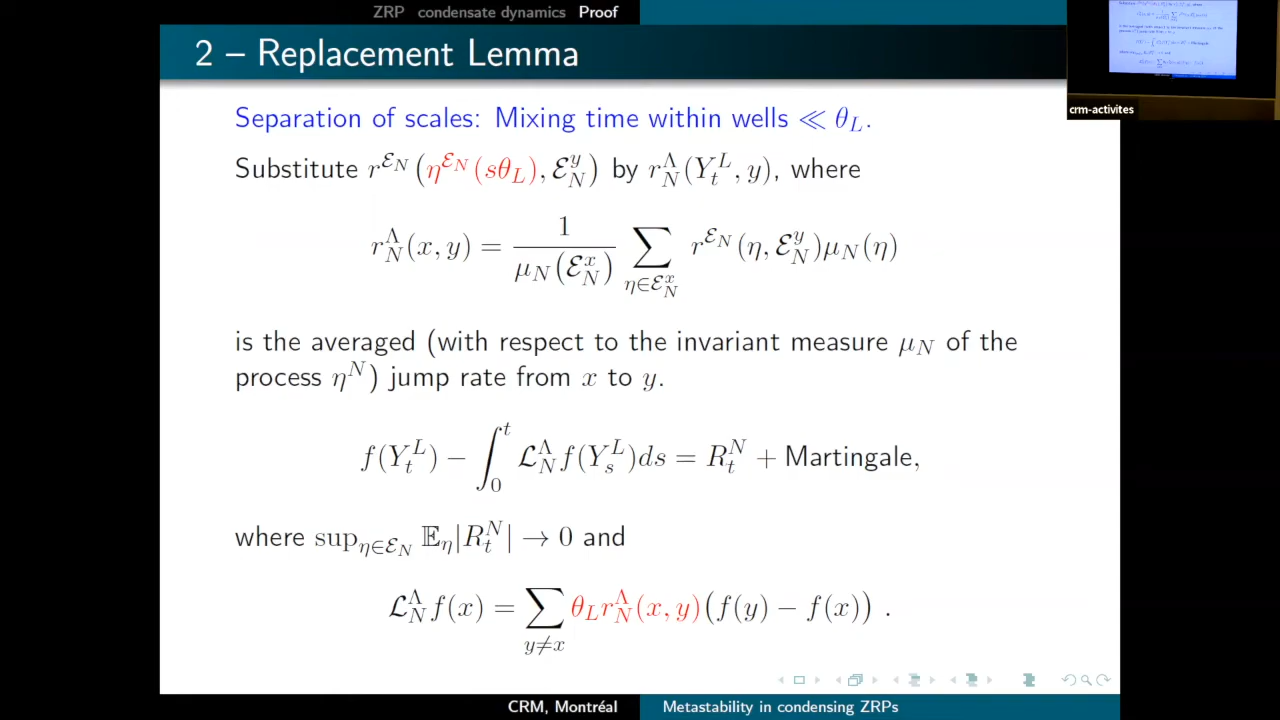 ZRP condensate dynamics Proof
2 – Replacement Lemma
crm-activites
Separation of scales: Mixing time within wells ≪ θ_L.
Substitute r^{ℰ_N}(η^{ℰ_N}(sθ_L), ℰ_N^y) by r_N^Λ(Y_t^L, y), where
r_N^Λ(x, y) = \frac{1}{μ_N(ℰ_N^x)} ∑_{η∈ℰ_N^x} r^{ℰ_N}(η, ℰ_N^y)μ_N(η)
is the averaged (with respect to the invariant measure μ_N of the
process η^N) jump rate from x to y.
f(Y_t^L) − ∫_0^t ℒ_N^Λ f(Y_s^L)ds = R_t^N + Martingale,
where sup_{η∈ℰ_N} 𝔼_η|R_t^N| → 0 and
ℒ_N^Λ f(x) = ∑_{y≠x} θ_L r_N^Λ(x, y)(f(y) − f(x)) .
CRM, Montréal Metastability in condensing ZRPs